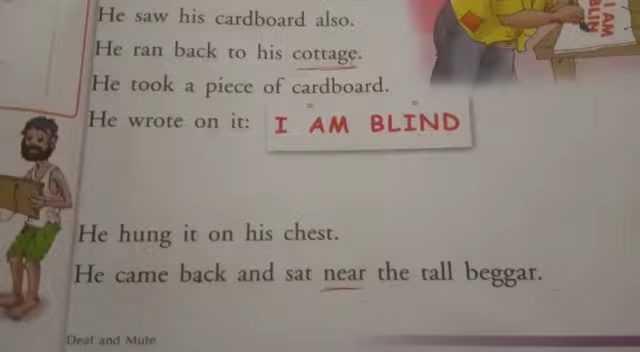 He saw his cardboard also.
He ran back to his cottage.
He took a piece of cardboard.
He wrote on it: I AM BLIND
I AM
BLIN
He hung it on his chest.
He came back and sat near the tall beggar.
Deaf and Mute